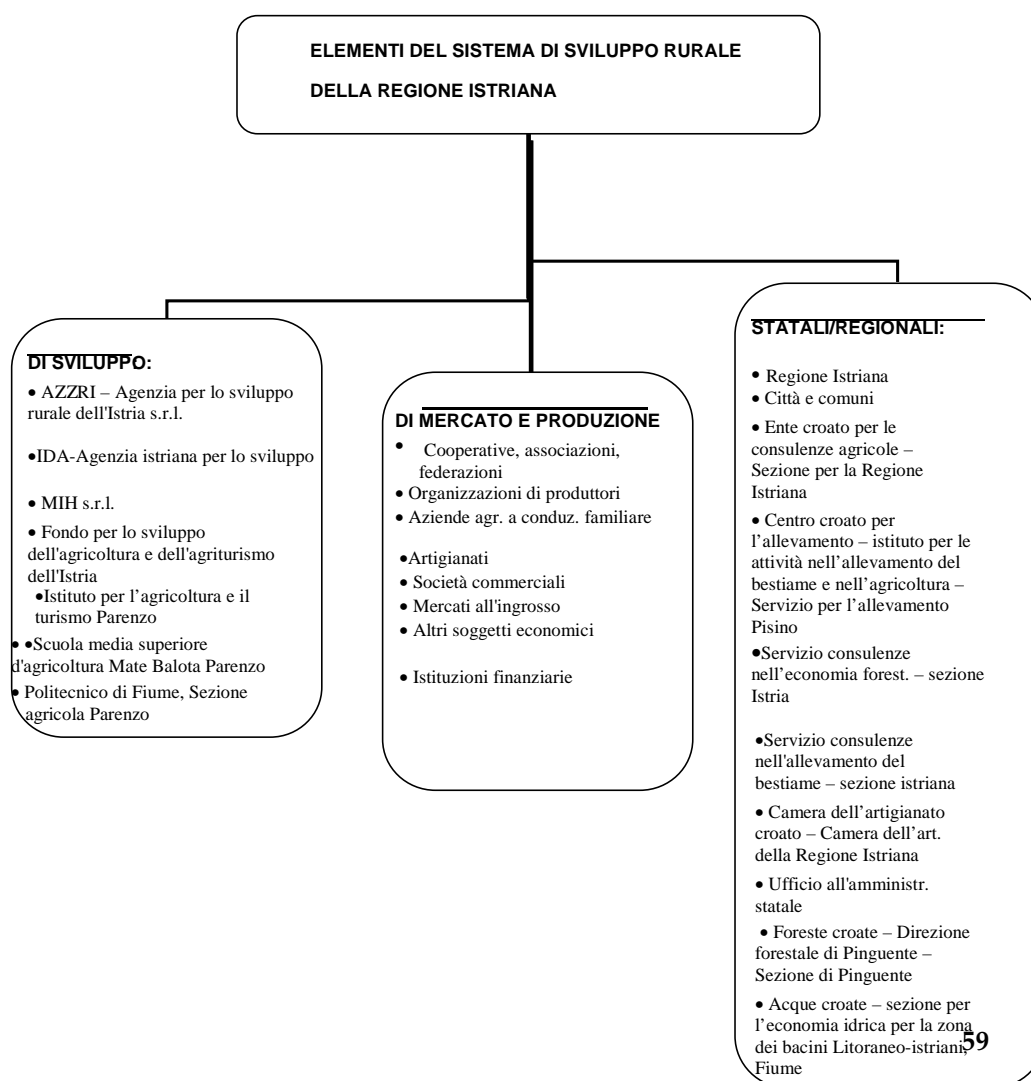 ELEMENTI DEL SISTEMA DI SVILUPPO RURALE
DELLA REGIONE ISTRIANA
DI SVILUPPO:
• AZZRI – Agenzia per lo sviluppo
rurale dell'Istria s.r.l.
•IDA-Agenzia istriana per lo sviluppo
• MIH s.r.l.
• Fondo per lo sviluppo
dell'agricoltura e dell'agriturismo
dell'Istria
•Istituto per l’agricoltura e il
turismo Parenzo
• •Scuola media superiore
d'agricoltura Mate Balota Parenzo
• Politecnico di Fiume, Sezione
agricola Parenzo
DI MERCATO E PRODUZIONE
• Cooperative, associazioni,
federazioni
• Organizzazioni di produttori
• Aziende agr. a conduz. familiare
•Artigianati
• Società commerciali
• Mercati all'ingrosso
• Altri soggetti economici
• Istituzioni finanziarie
STATALI/REGIONALI:
• Regione Istriana
• Città e comuni
• Ente croato per le
consulenze agricole –
Sezione per la Regione
Istriana
• Centro croato per
l’allevamento – istituto per le
attività nell’allevamento del
bestiame e nell’agricoltura –
Servizio per l’allevamento
Pisino
•Servizio consulenze
nell’economia forest. – sezione
Istria
•Servizio consulenze
nell'allevamento del
bestiame – sezione istriana
• Camera dell’artigianato
croato – Camera dell’art.
della Regione Istriana
• Ufficio all'amministr.
statale
• Foreste croate – Direzione
forestale di Pinguente –
Sezione di Pinguente
• Acque croate – sezione per
l’economia idrica per la zona
dei bacini Litoraneo-istriani,
Fiume
59